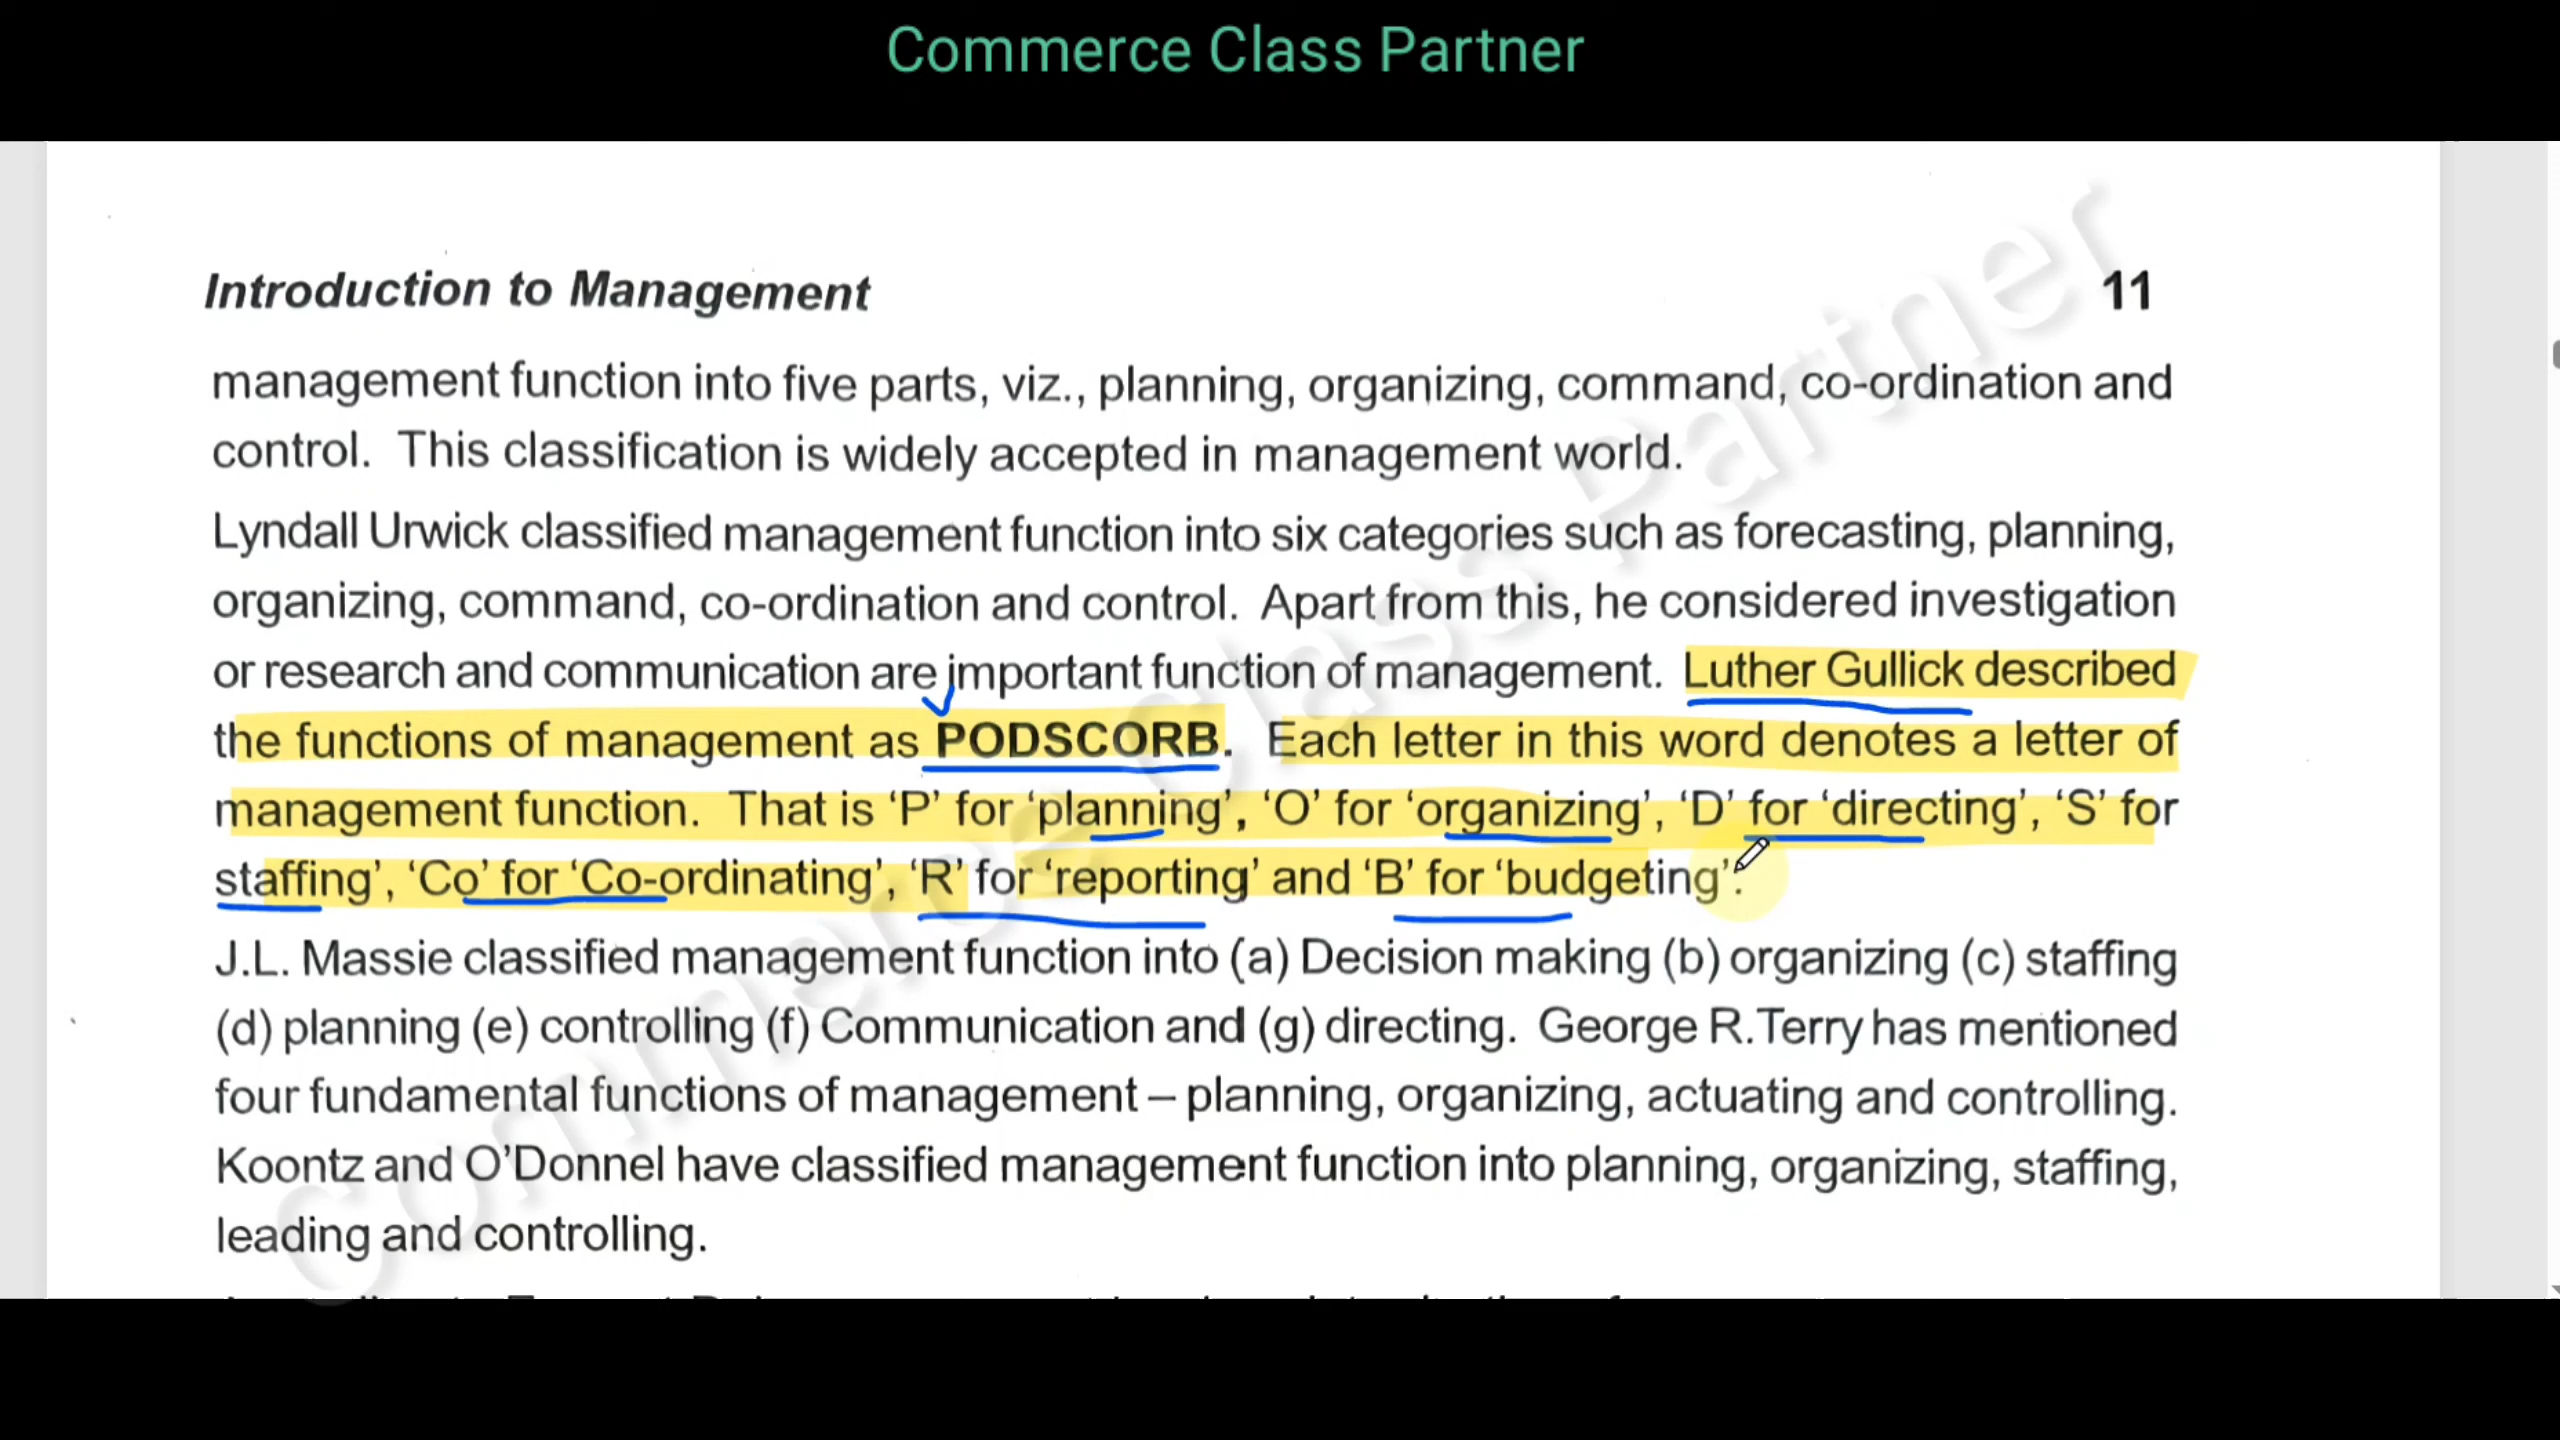 Commerce Class Partner
Introduction to Management 11
management function into five parts, viz., planning, organizing, command, co-ordination and
control. This classification is widely accepted in management world.
Lyndall Urwick classified management function into six categories such as forecasting, planning,
organizing, command, co-ordination and control. Apart from this, he considered investigation
or research and communication are important function of management. Luther Gullick described
the functions of management as PODSCORB. Each letter in this word denotes a letter of
management function. That is ‘P’ for ‘planning’, ‘O’ for ‘organizing’, ‘D’ for ‘directing’, ‘S’ for
staffing’, ‘Co’ for ‘Co-ordinating’, ‘R’ for ‘reporting’ and ‘B’ for ‘budgeting’.
J.L. Massie classified management function into (a) Decision making (b) organizing (c) staffing
(d) planning (e) controlling (f) Communication and (g) directing. George R.Terry has mentioned
four fundamental functions of management – planning, organizing, actuating and controlling.
Koontz and O’Donnel have classified management function into planning, organizing, staffing,
leading and controlling.
Commerce Class Partner